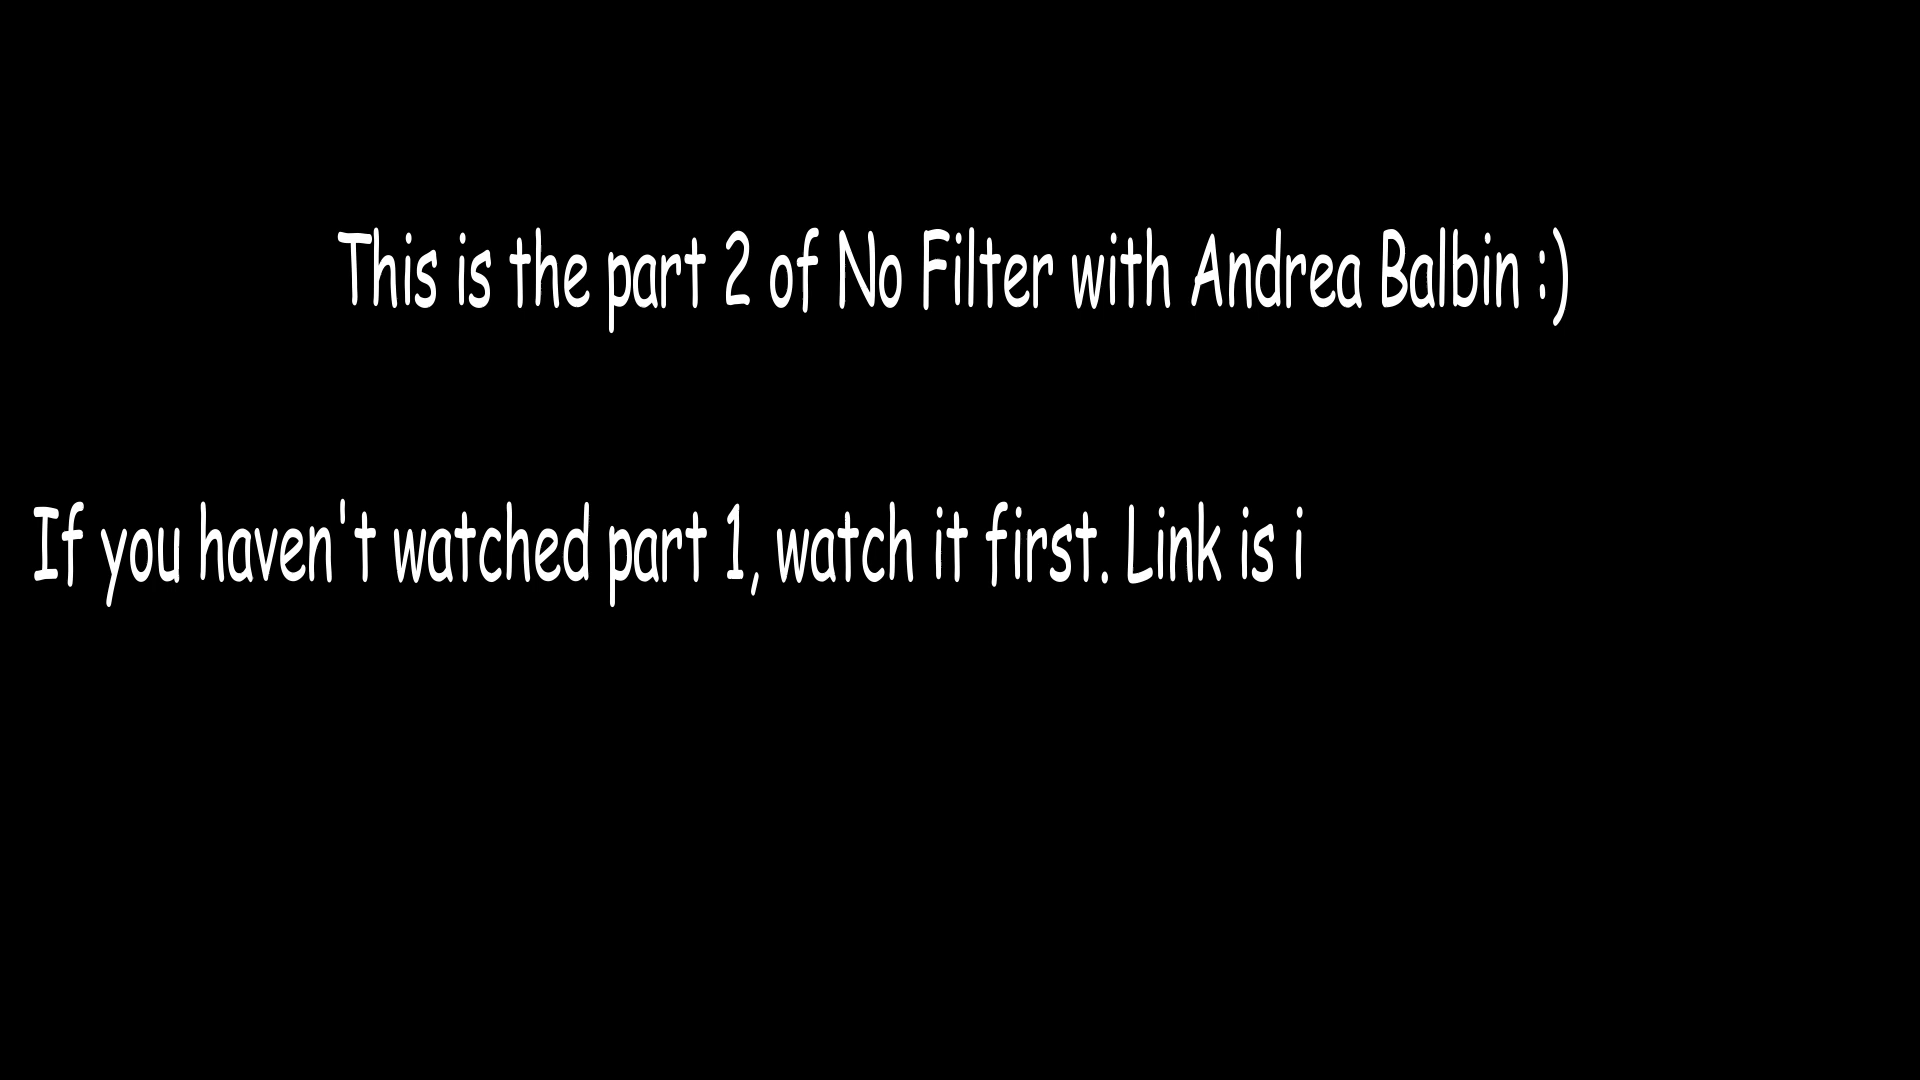 This is the part 2 of No Filter with Andrea Balbin :)
If you haven't watched part 1, watch it first. Link is i